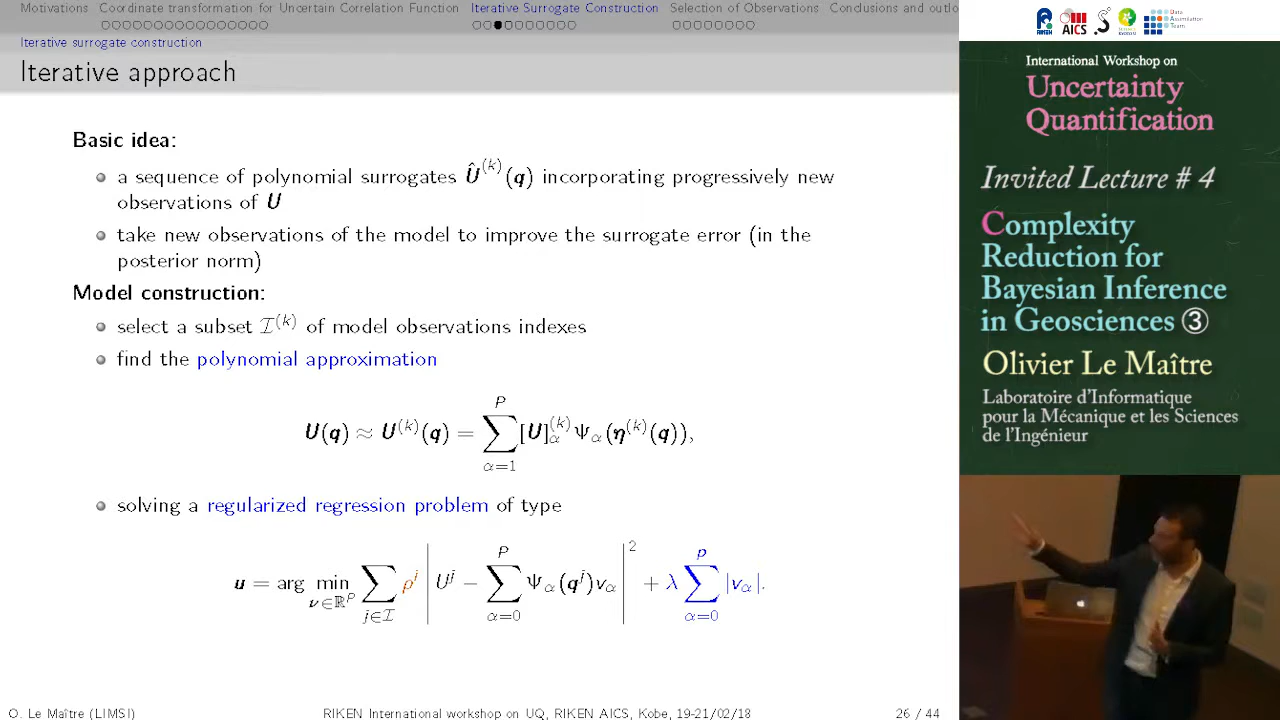 Motivations Coordinate transformation for Uncertain Correlation Function Iterative Surrogate Construction Selection of Observations Conclusions and outlo
Iterative surrogate construction
Iterative approach
Basic idea:
a sequence of polynomial surrogates Û^(k)(q) incorporating progressively new
observations of U
take new observations of the model to improve the surrogate error (in the
posterior norm)
Model construction:
select a subset I^(k) of model observations indexes
find the polynomial approximation
U(q) ≈ U^(k)(q) = ∑_{α=1}^{P} [U]_α^(k) Ψ_α(η^(k)(q)),
solving a regularized regression problem of type
u = arg min_{ν∈ℝ^P} ∑_{j∈I} ρ^j |U^j − ∑_{α=0}^{P} Ψ_α(q^j)v_α|^2 + λ ∑_{α=0}^{p} |v_α|.
O. Le Maître (LIMSI) RIKEN International workshop on UQ, RIKEN AICS, Kobe, 19-21/02/18 26 / 44
RIKEN AICS Data
Assimilation
Team
International Workshop on
Uncertainty
Quantification
Invited Lecture # 4
Complexity
Reduction for
Bayesian Inference
in Geosciences ③
Olivier Le Maître
Laboratoire d'Informatique
pour la Mécanique et les Sciences
de l'Ingénieur